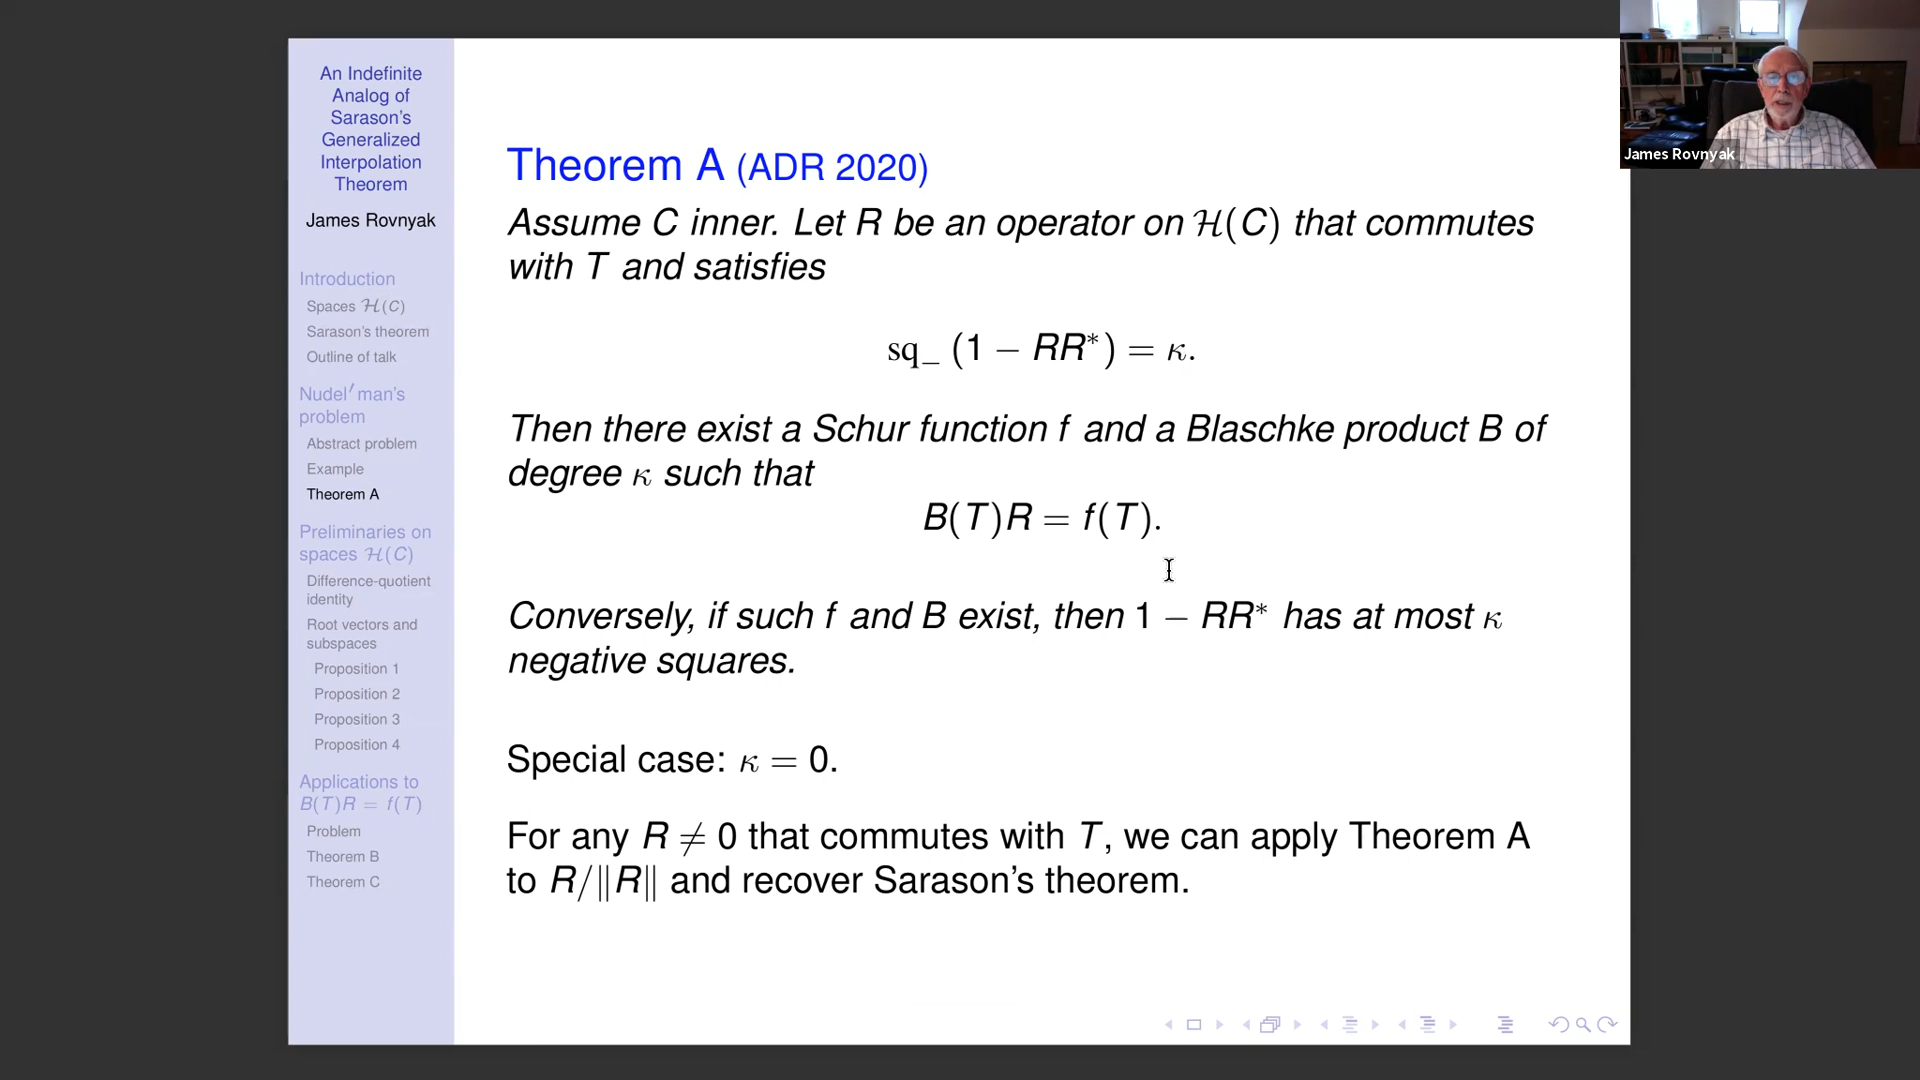 An Indefinite
Analog of
Sarason's
Generalized
Interpolation
Theorem
James Rovnyak
Introduction
Spaces ℋ(C)
Sarason's theorem
Outline of talk
Nudel′man's
problem
Abstract problem
Example
Theorem A
Preliminaries on
spaces ℋ(C)
Difference-quotient
identity
Root vectors and
subspaces
Proposition 1
Proposition 2
Proposition 3
Proposition 4
Applications to
B(T)R = f(T)
Problem
Theorem B
Theorem C
Theorem A (ADR 2020)
Assume C inner. Let R be an operator on ℋ(C) that commutes
with T and satisfies
sq₋ (1 − RR*) = κ.
Then there exist a Schur function f and a Blaschke product B of
degree κ such that
B(T)R = f(T).
Conversely, if such f and B exist, then 1 − RR* has at most κ
negative squares.
Special case: κ = 0.
For any R ≠ 0 that commutes with T, we can apply Theorem A
to R/‖R‖ and recover Sarason's theorem.
James Rovnyak